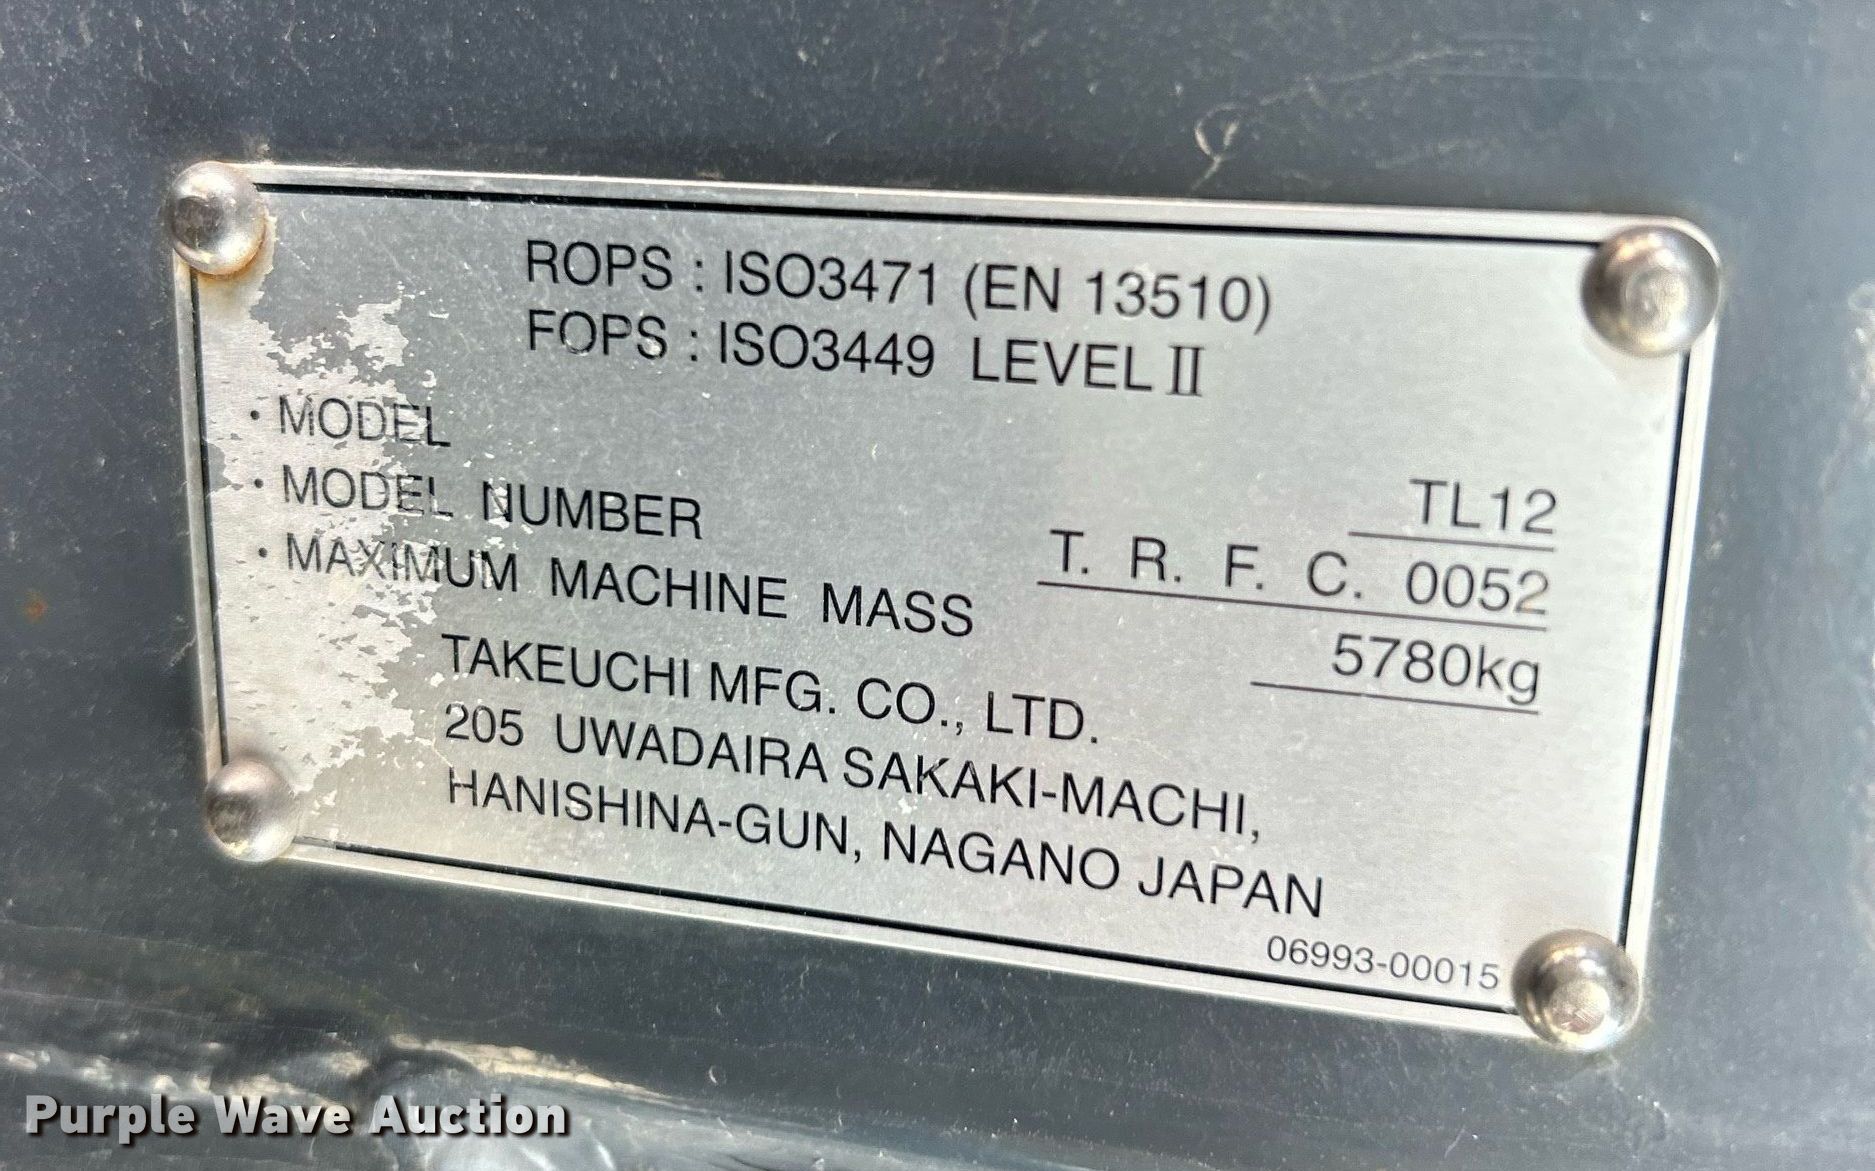 ROPS : ISO3471 (EN 13510)
FOPS : ISO3449 LEVEL II
・MODEL TL12
・MODEL NUMBER T. R. F. C. 0052
・MAXIMUM MACHINE MASS 5780kg
TAKEUCHI MFG. CO., LTD.
205 UWADAIRA SAKAKI-MACHI,
HANISHINA-GUN, NAGANO JAPAN
06993-00015
Purple Wave Auction